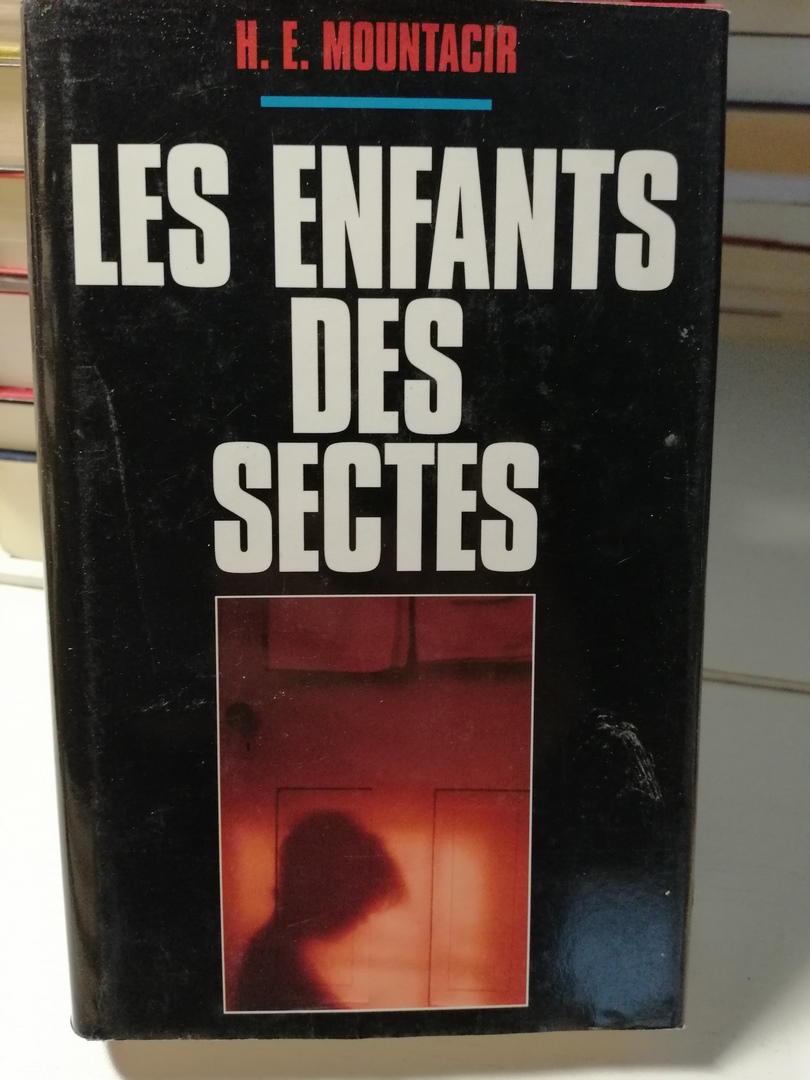 H. E. MOUNTACIR
LES ENFANTS
DES
SECTES